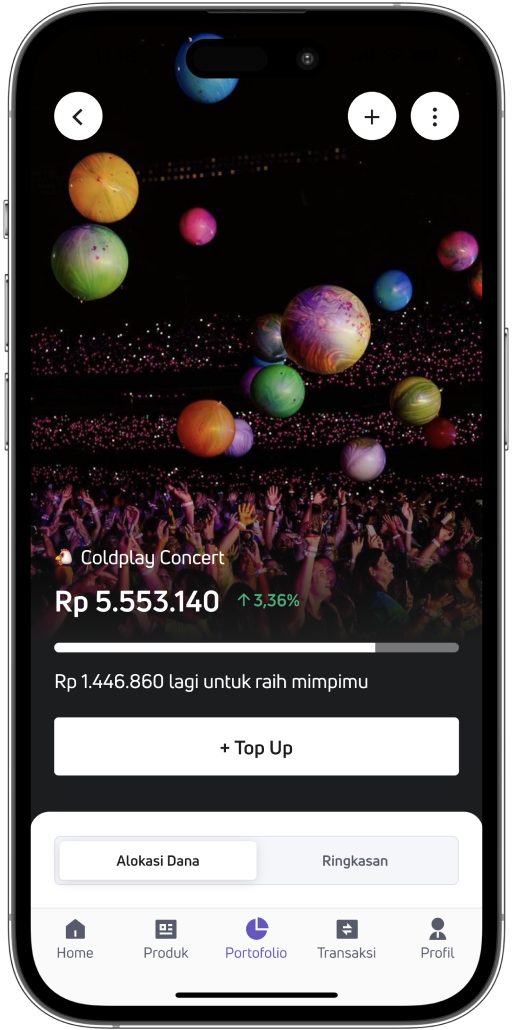 Coldplay Concert
Rp 5.553.140 ↑ 3,36%
Rp 1.446.860 lagi untuk raih mimpimu
+ Top Up
Alokasi Dana Ringkasan
Home Produk Portofolio Transaksi Profil